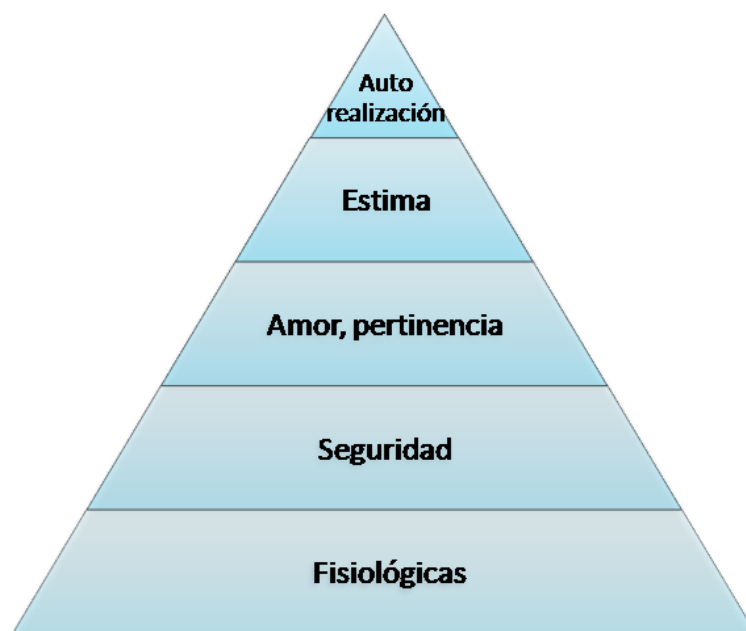 Auto
realización
Estima
Amor, pertinencia
Seguridad
Fisiológicas